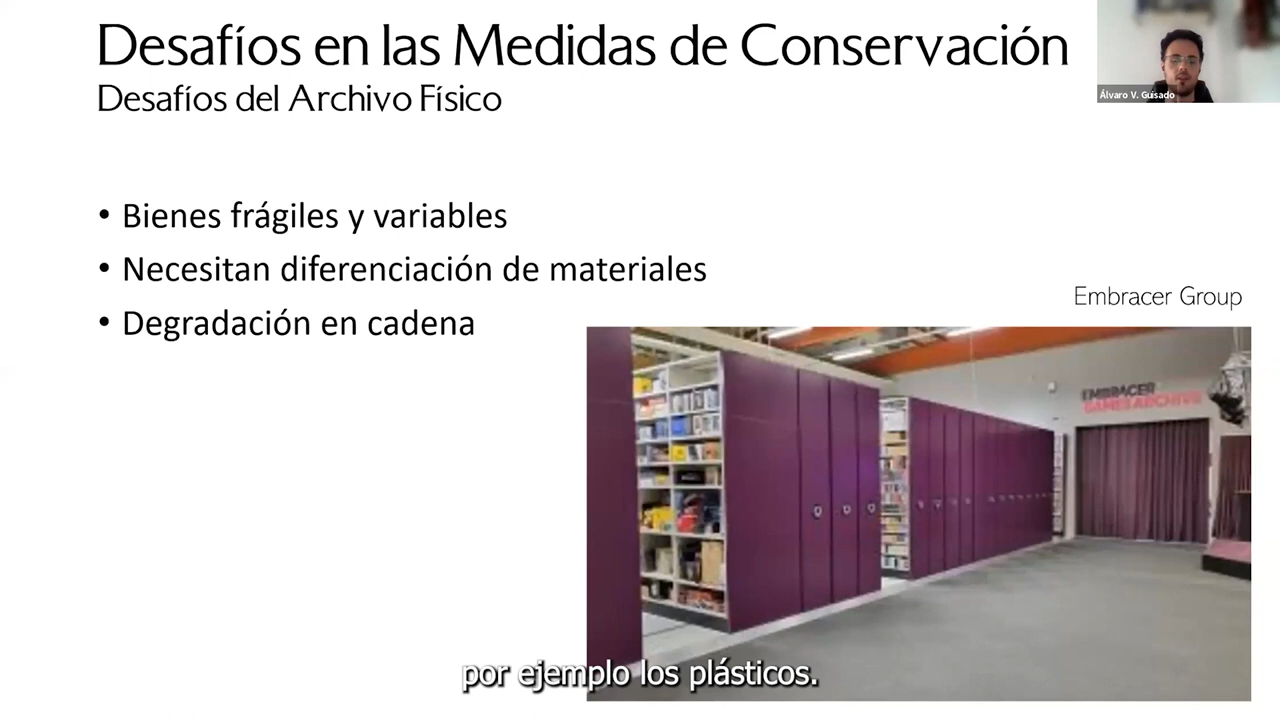 Desafíos en las Medidas de Conservación
Desafíos del Archivo Físico
Álvaro V. Guisado
• Bienes frágiles y variables
• Necesitan diferenciación de materiales
• Degradación en cadena
Embracer Group
EMBRACER
GAMES ARCHIVE
por ejemplo los plásticos.